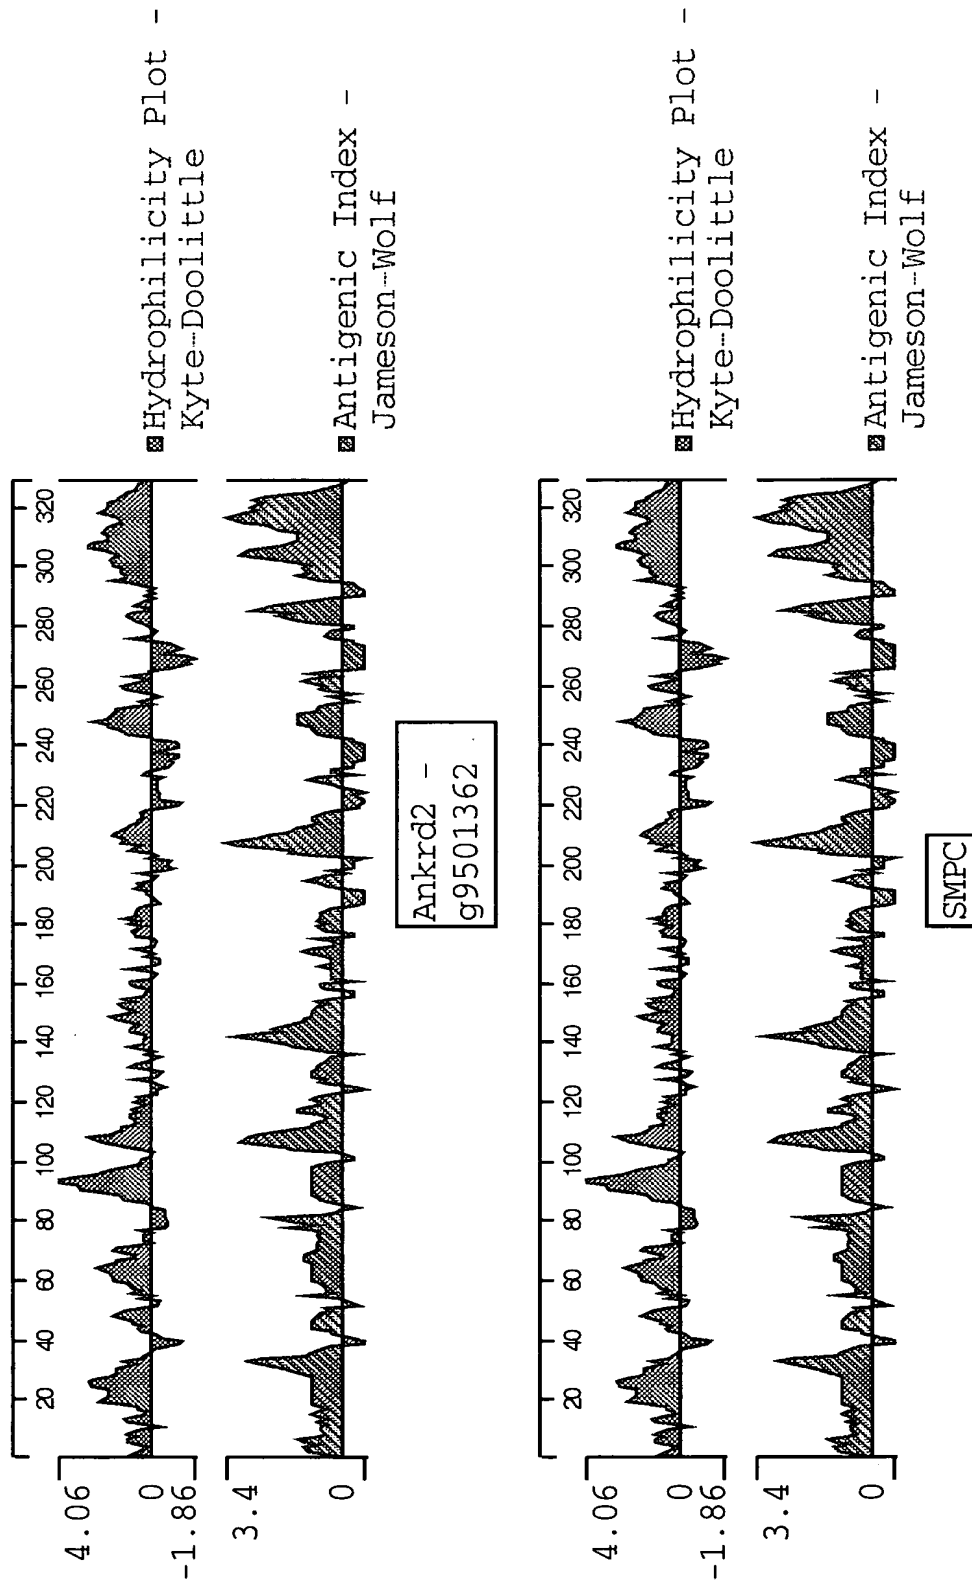 20 40 60 80 100 120 140 160 180 200 220 240 260 280 300 320
4.06
0
-1.86
Hydrophilicity Plot -
Kyte-Doolittle
3.4
0
Antigenic Index -
Jameson-Wolf
Ankrd2 -
g9501362
20 40 60 80 100 120 140 160 180 200 220 240 260 280 300 320
4.06
0
-1.86
Hydrophilicity Plot -
Kyte-Doolittle
3.4
0
Antigenic Index -
Jameson-Wolf
SMPC